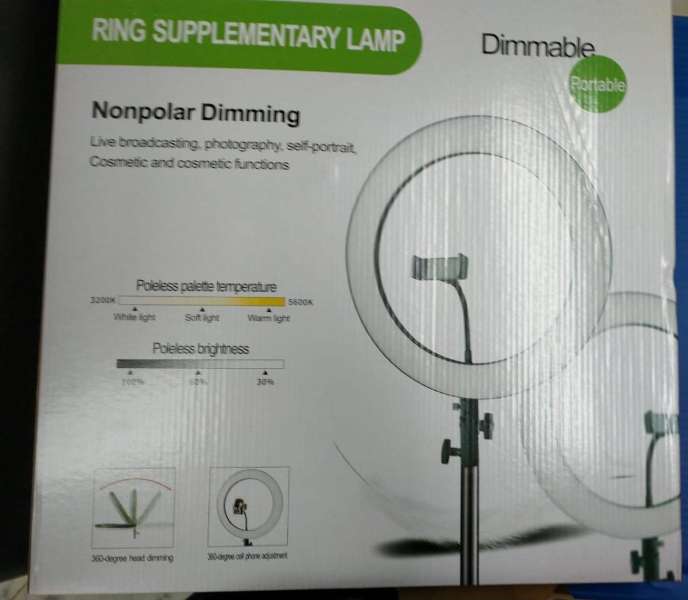 RING SUPPLEMENTARY LAMP
Dimmable
Portable
Nonpolar Dimming
Live broadcasting, photography, self-portrait,
Cosmetic and cosmetic functions
Poleless palette temperature
3200K 5600K
White light Soft light Warm light
Poleless brightness
100% 60% 30%
360-degree head dimming
360-degree cell phone adjustment